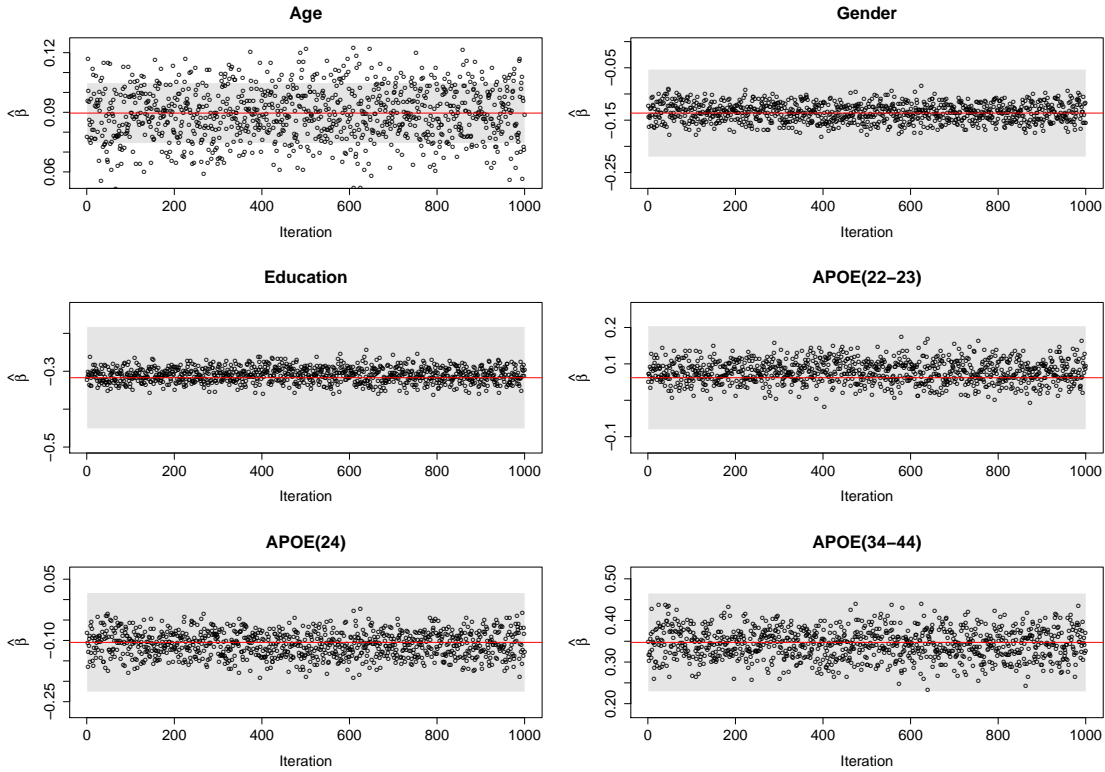 Age
0.12
0.09
0.06
β̂
0 200 400 600 800 1000
Iteration
Gender
−0.05
−0.15
−0.25
β̂
0 200 400 600 800 1000
Iteration
Education
−0.3
−0.5
β̂
0 200 400 600 800 1000
Iteration
APOE(22−23)
0.2
0.1
−0.1
β̂
0 200 400 600 800 1000
Iteration
APOE(24)
0.05
−0.10
−0.25
β̂
0 200 400 600 800 1000
Iteration
APOE(34−44)
0.50
0.40
0.30
0.20
β̂
0 200 400 600 800 1000
Iteration